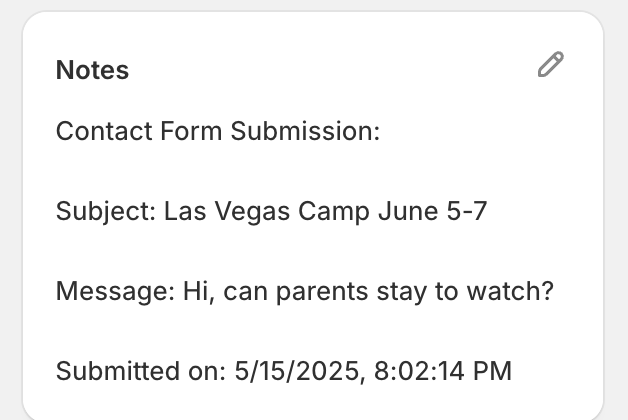 Notes
Contact Form Submission:
Subject: Las Vegas Camp June 5-7
Message: Hi, can parents stay to watch?
Submitted on: 5/15/2025, 8:02:14 PM